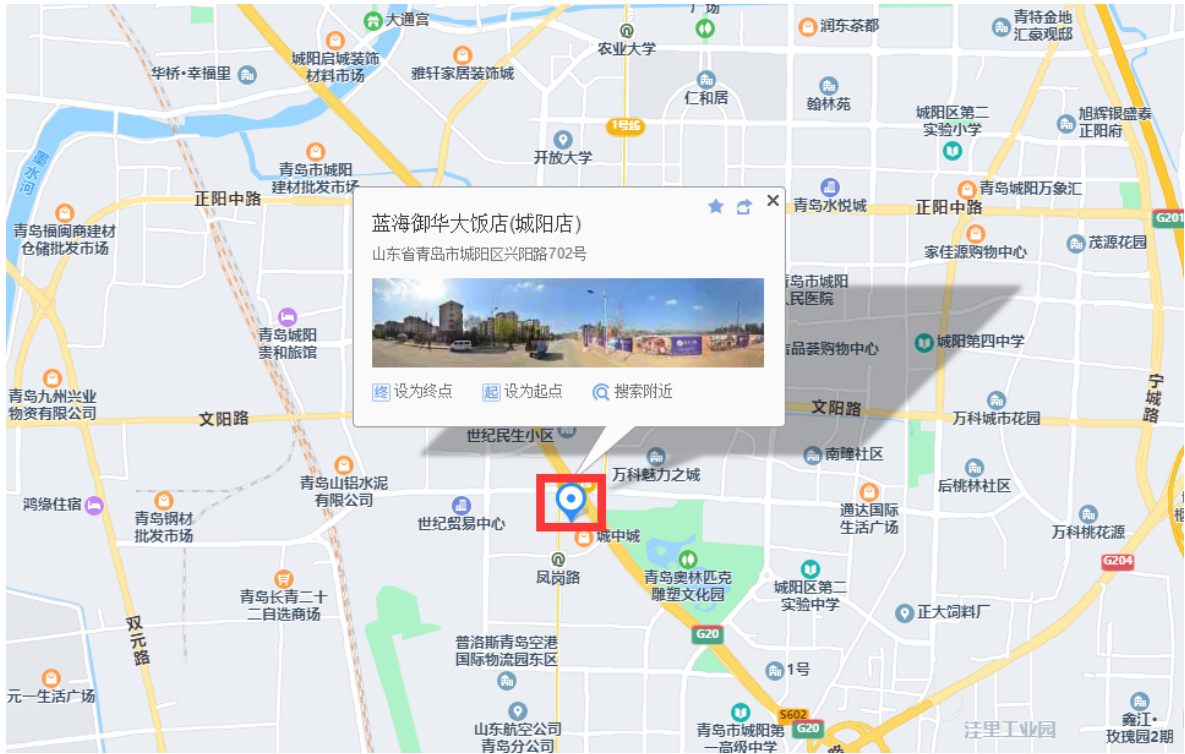 大通宫
广场
农业大学
润东茶都
青特金地
汇豪观邸
城阳启城装饰
材料市场
华桥·幸福里
雅轩家居装饰城
仁和居
翰林苑
城阳区第二
实验小学
旭辉银盛泰
正阳府
1号线
开放大学
墨水河
青岛市城阳
建材批发市场
正阳中路
青岛福闽商建材
仓储批发市场
青岛水悦城
青岛城阳万象汇
正阳中路
G201
家佳源购物中心
茂源花园
蓝海御华大饭店(城阳店)
山东省青岛市城阳区兴阳路702号
终 设为终点
起 设为起点
搜索附近
青岛市城阳
人民医院
品荟购物中心
城阳第四中学
青岛城阳
贵和旅馆
青岛九州兴业
物资有限公司
文阳路
文阳路
宁城路
万科城市花园
世纪民生小区
万科魅力之城
南疃社区
后桃林社区
青岛山铝水泥
有限公司
鸿缘住宿
青岛钢材
批发市场
世纪贸易中心
城中城
通达国际
生活广场
万科桃花源
G204
凤岗路
青岛奥林匹克
雕塑文化园
城阳区第二
实验中学
正大饲料厂
青岛长青二十
二自选商场
双元路
G20
普洛斯青岛空港
国际物流园东区
1号
元一生活广场
山东航空公司
青岛分公司
青岛市城阳第
一高级中学
S602
G20
洼里工业园
鑫江·
玫瑰园2期